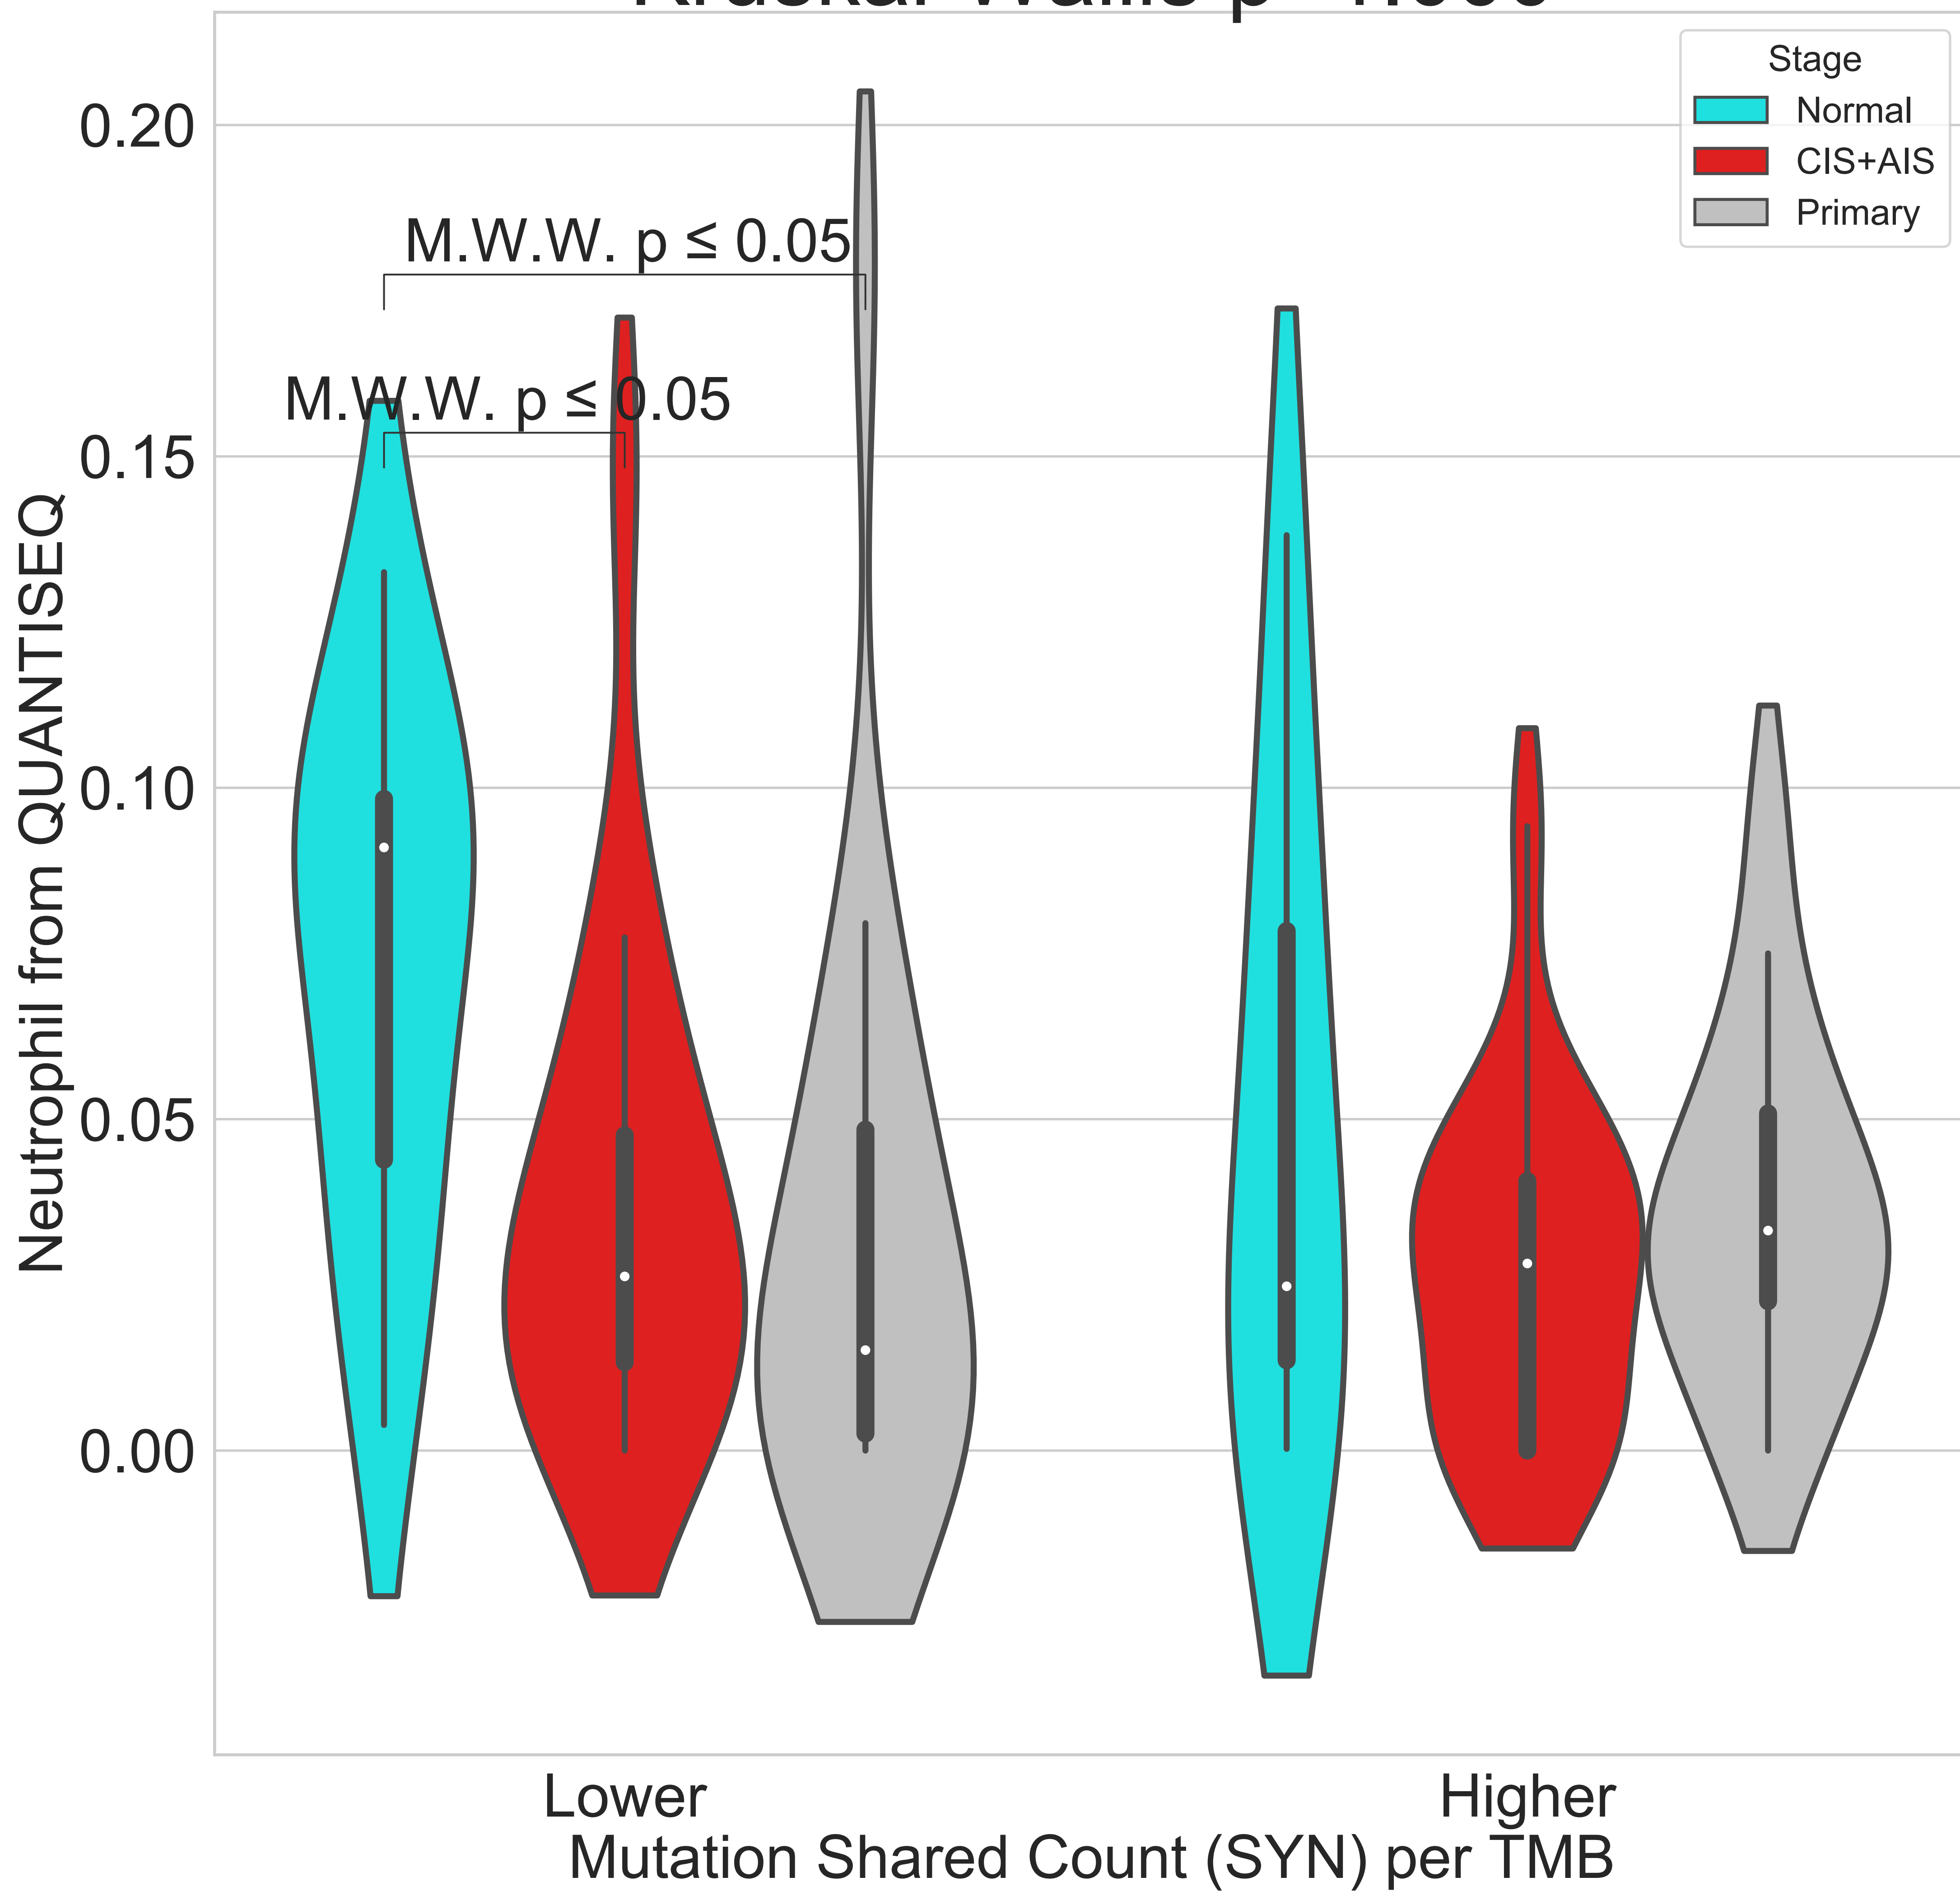 Stage
Normal
CIS+AIS
Primary
0.20
M.W.W. p ≤ 0.05
M.W.W. p ≤ 0.05
0.15
0.10
0.05
0.00
Neutrophil from QUANTISEQ
Lower
Higher
Mutation Shared Count (SYN) per TMB